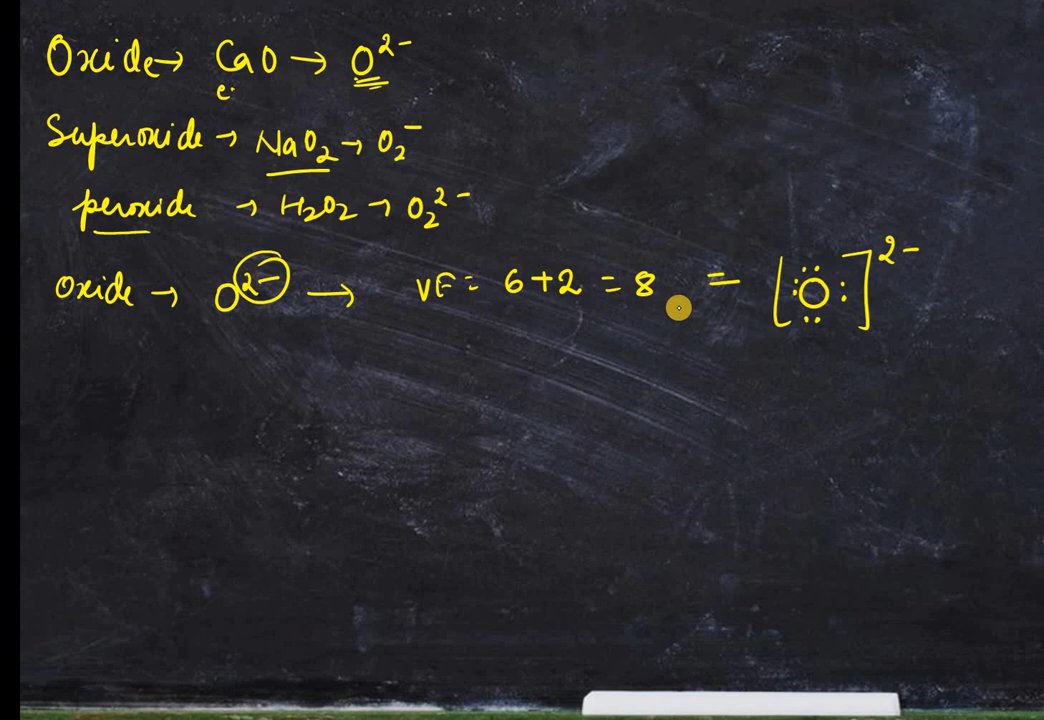 Oxide → CaO → O²⁻
e⁻
Superoxide → NaO₂ → O₂⁻
peroxide → H₂O₂ → O₂²⁻
Oxide → O²⁻ → VE = 6+2 = 8 = [:Ö̤:]²⁻